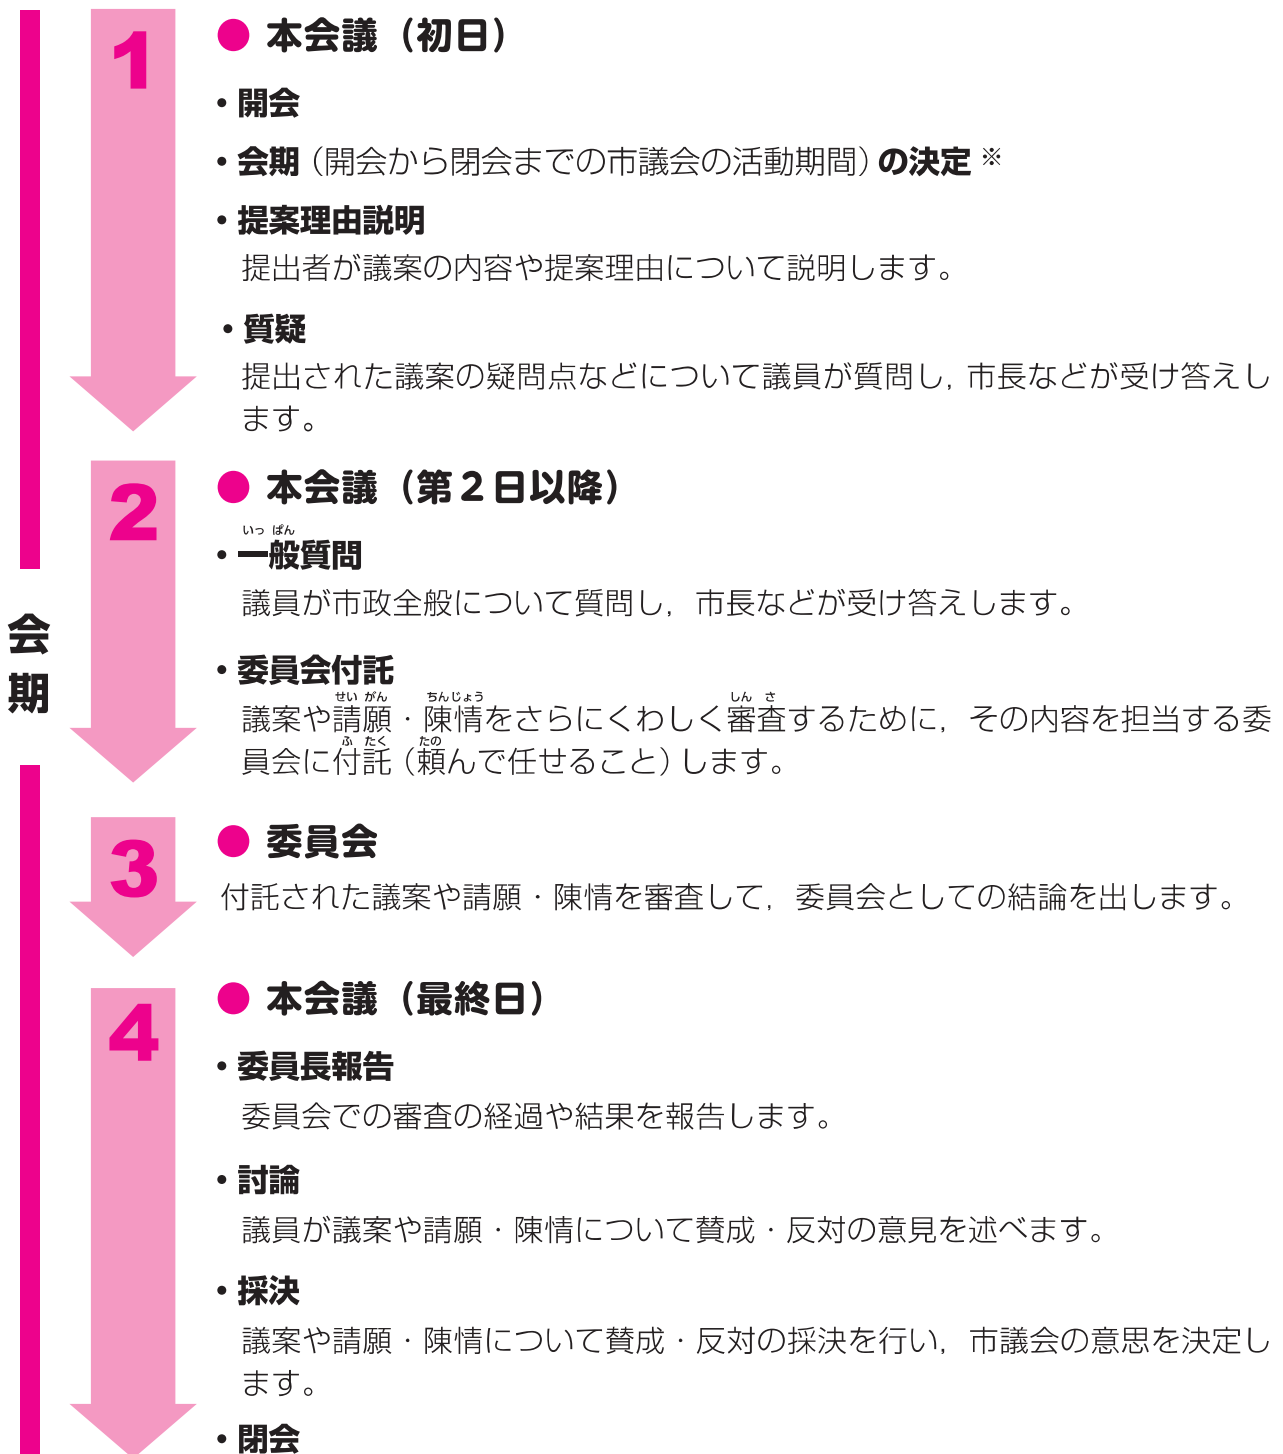 会期
1
● 本会議（初日）
・開会
・会期（開会から閉会までの市議会の活動期間）の決定※
・提案理由説明
提出者が議案の内容や提案理由について説明します。
・質疑
提出された議案の疑問点などについて議員が質問し，市長などが受け答えし
ます。
2
● 本会議（第２日以降）
いっ ぱん
・一般質問
議員が市政全般について質問し，市長などが受け答えします。
・委員会付託
せい がん ちんじょう しん さ
議案や請願・陳情をさらにくわしく審査するために，その内容を担当する委
ふ たく たの
員会に付託（頼んで任せること）します。
3
● 委員会
付託された議案や請願・陳情を審査して，委員会としての結論を出します。
4
● 本会議（最終日）
・委員長報告
委員会での審査の経過や結果を報告します。
・討論
議員が議案や請願・陳情について賛成・反対の意見を述べます。
・採決
議案や請願・陳情について賛成・反対の採決を行い，市議会の意思を決定し
ます。
・閉会